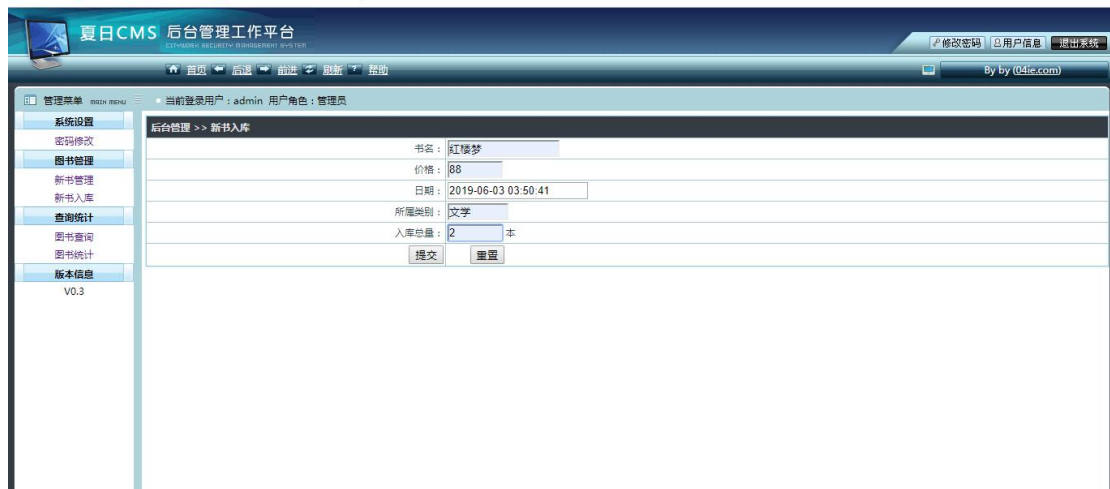 夏日CMS 后台管理工作平台
修改密码 用户信息 退出系统
首页 后退 前进 刷新 帮助
By by (04ie.com)
管理菜单 MAIN MENU
当前登录用户：admin 用户角色：管理员
系统设置
密码修改
图书管理
新书管理
新书入库
查询统计
图书查询
图书统计
版本信息
V0.3
后台管理 >> 新书入库
书名： 红楼梦
价格： 88
日期： 2019-06-03 03:50:41
所属类别： 文学
入库总量： 2 本
提交 重置